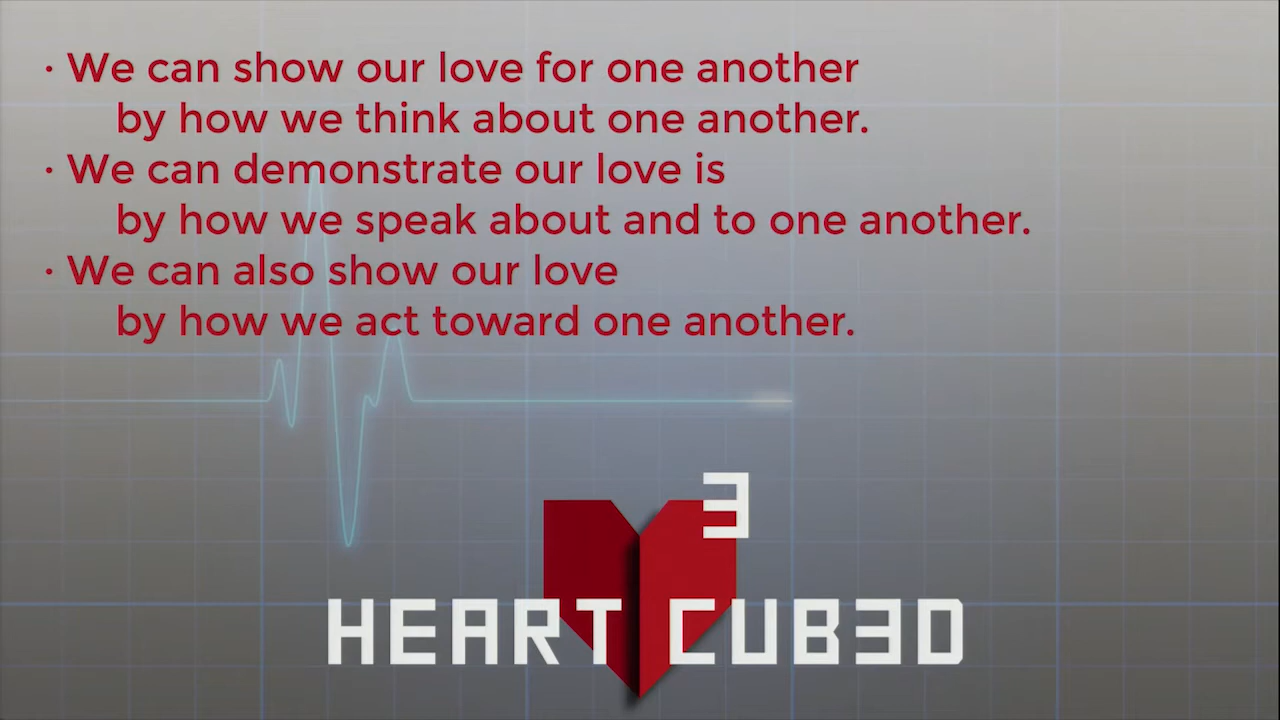 · We can show our love for one another
by how we think about one another.
· We can demonstrate our love is
by how we speak about and to one another.
· We can also show our love
by how we act toward one another.
3
HEART CUB3D